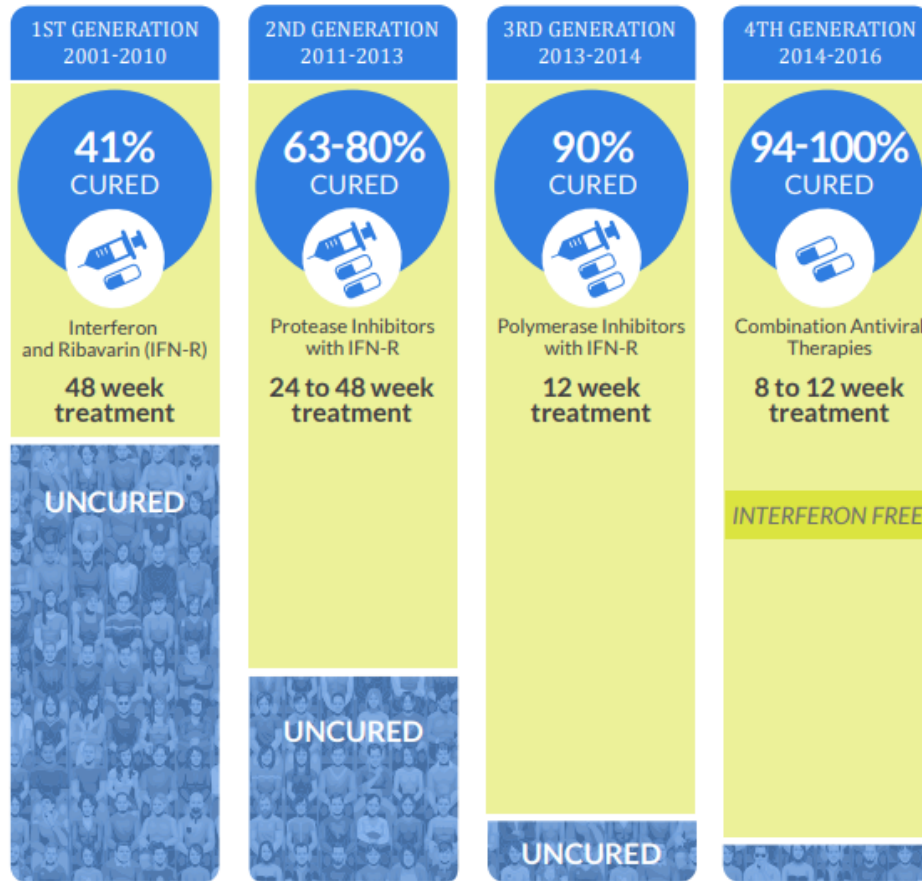 1ST GENERATION
2001-2010
41%
CURED
Interferon
and Ribavarin (IFN-R)
48 week
treatment
UNCURED
2ND GENERATION
2011-2013
63-80%
CURED
Protease Inhibitors
with IFN-R
24 to 48 week
treatment
UNCURED
3RD GENERATION
2013-2014
90%
CURED
Polymerase Inhibitors
with IFN-R
12 week
treatment
UNCURED
4TH GENERATION
2014-2016
94-100%
CURED
Combination Antiviral
Therapies
8 to 12 week
treatment
INTERFERON FREE